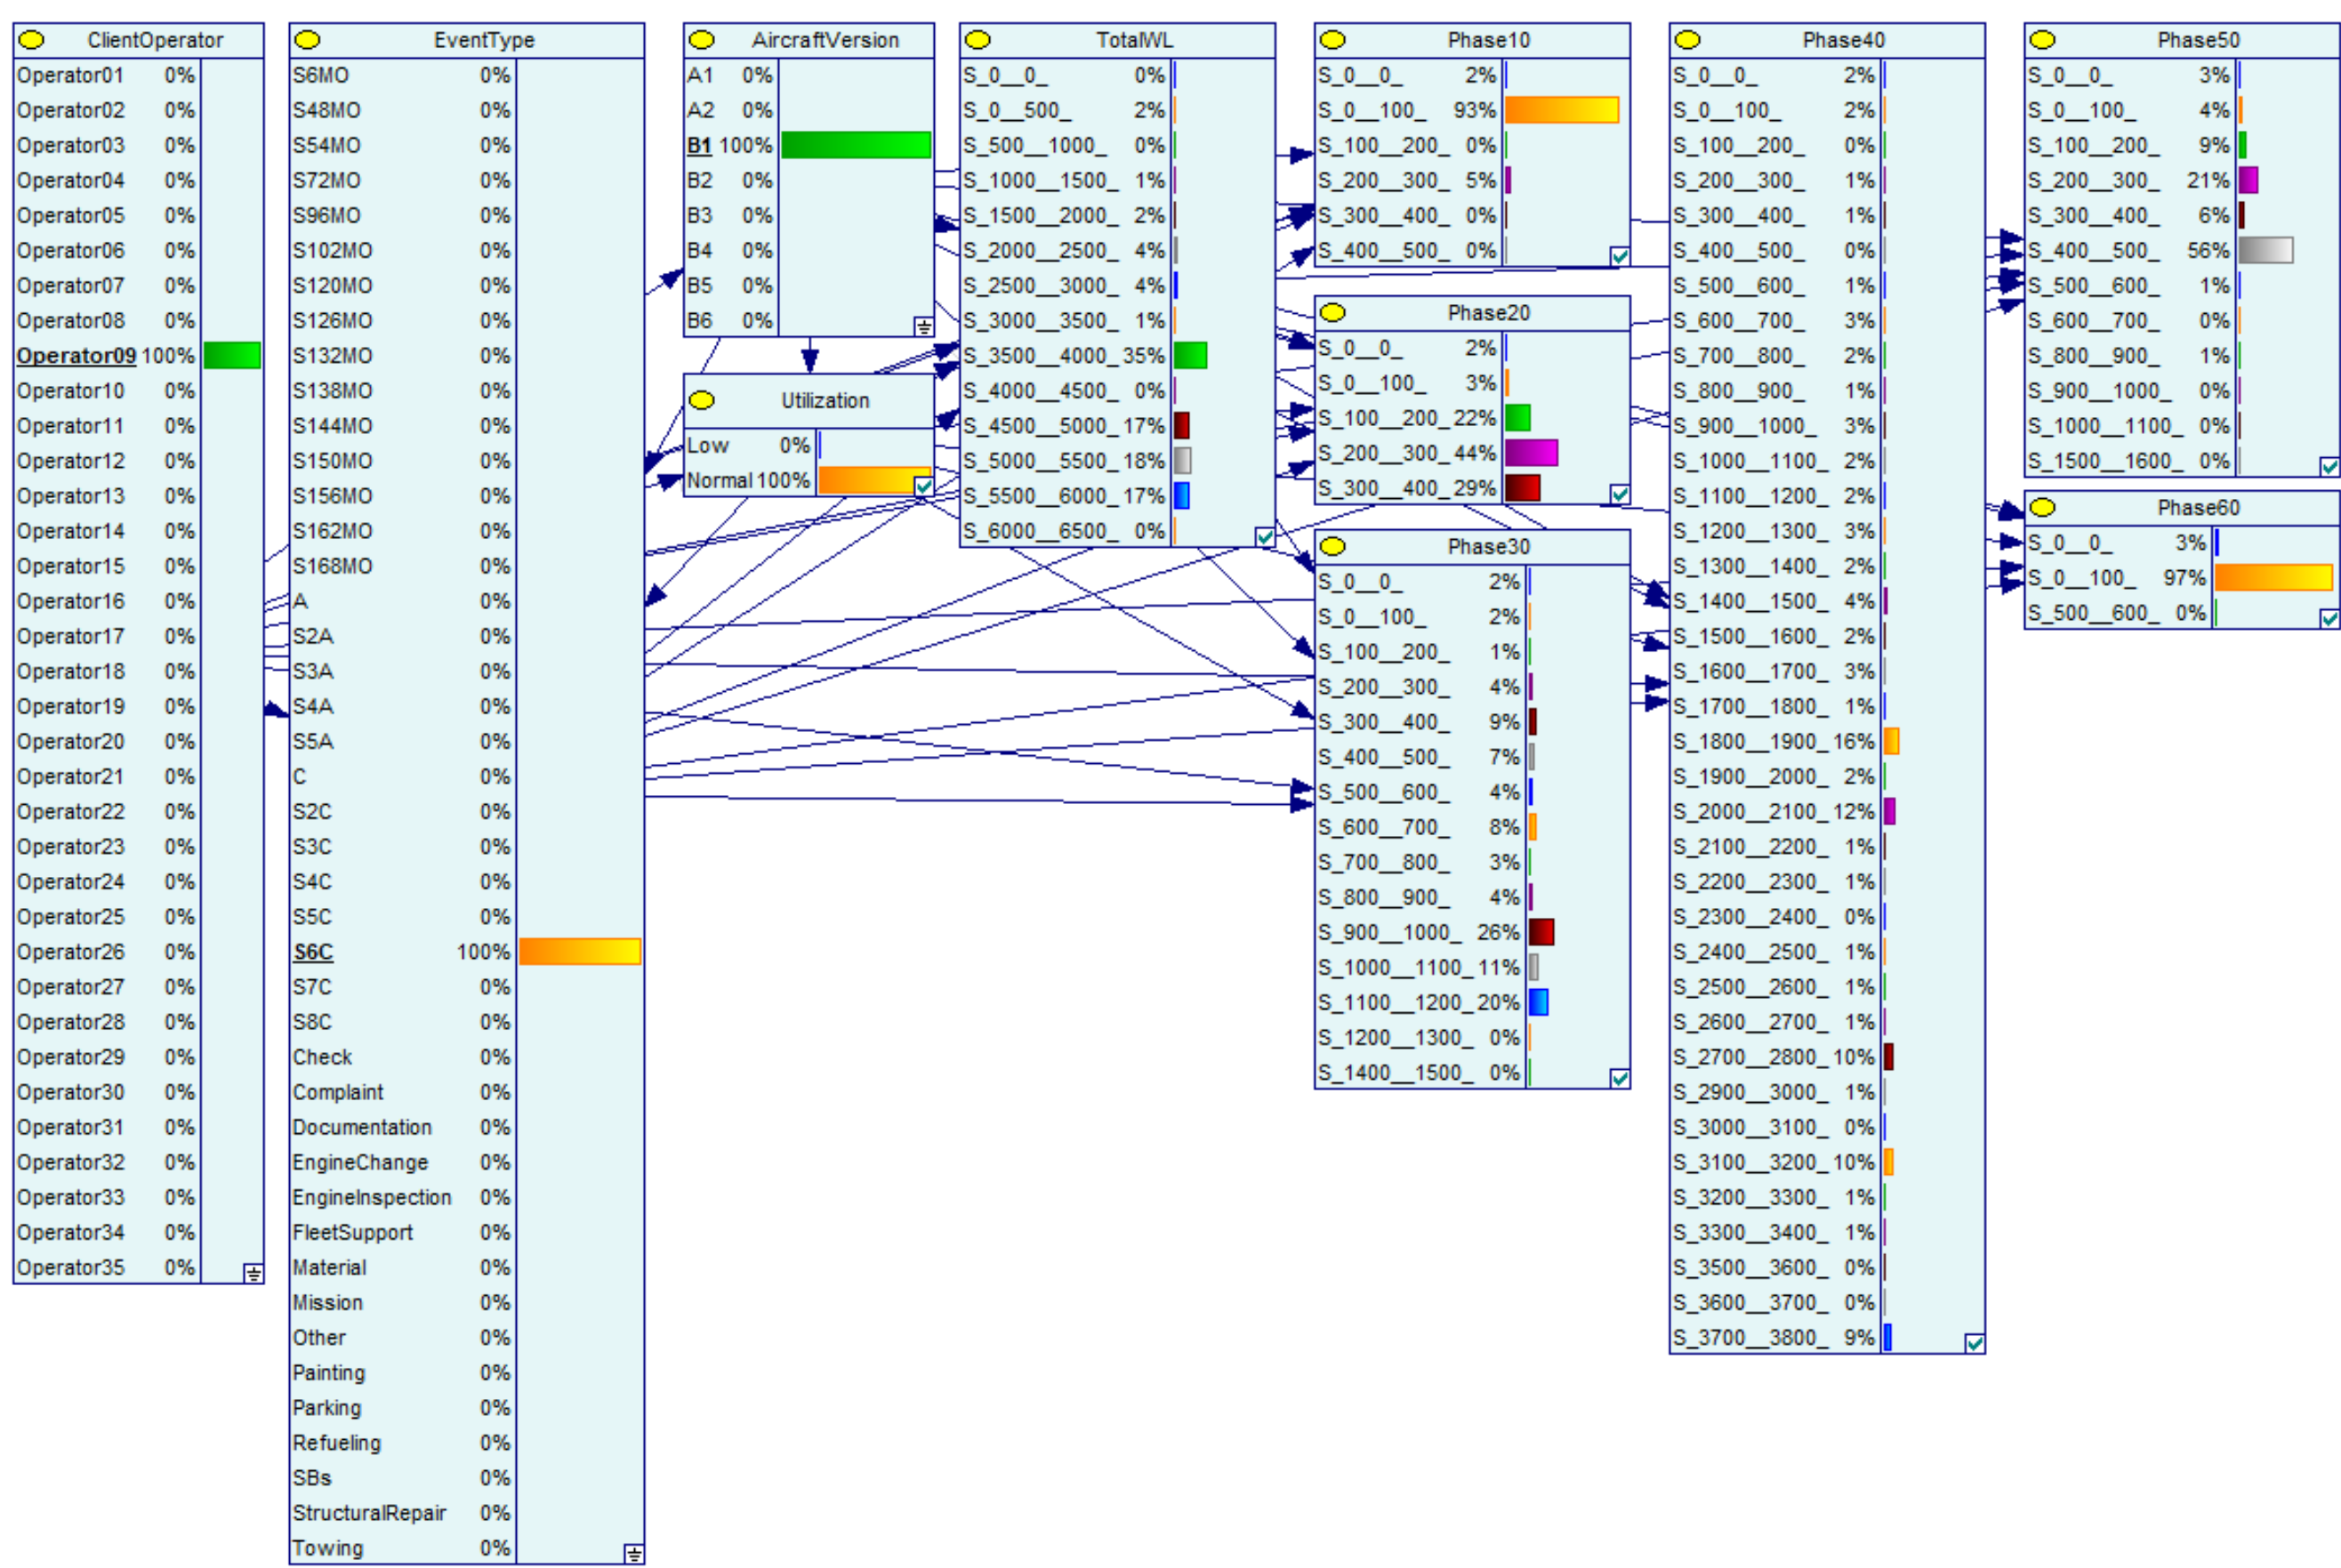 ClientOperator
Operator01 0%
Operator02 0%
Operator03 0%
Operator04 0%
Operator05 0%
Operator06 0%
Operator07 0%
Operator08 0%
Operator09 100%
Operator10 0%
Operator11 0%
Operator12 0%
Operator13 0%
Operator14 0%
Operator15 0%
Operator16 0%
Operator17 0%
Operator18 0%
Operator19 0%
Operator20 0%
Operator21 0%
Operator22 0%
Operator23 0%
Operator24 0%
Operator25 0%
Operator26 0%
Operator27 0%
Operator28 0%
Operator29 0%
Operator30 0%
Operator31 0%
Operator32 0%
Operator33 0%
Operator34 0%
Operator35 0%
EventType
S6MO 0%
S48MO 0%
S54MO 0%
S72MO 0%
S96MO 0%
S102MO 0%
S120MO 0%
S126MO 0%
S132MO 0%
S138MO 0%
S144MO 0%
S150MO 0%
S156MO 0%
S162MO 0%
S168MO 0%
A 0%
S2A 0%
S3A 0%
S4A 0%
S5A 0%
C 0%
S2C 0%
S3C 0%
S4C 0%
S5C 0%
S6C 100%
S7C 0%
S8C 0%
Check 0%
Complaint 0%
Documentation 0%
EngineChange 0%
EngineInspection 0%
FleetSupport 0%
Material 0%
Mission 0%
Other 0%
Painting 0%
Parking 0%
Refueling 0%
SBs 0%
StructuralRepair 0%
Towing 0%
AircraftVersion
A1 0%
A2 0%
B1 100%
B2 0%
B3 0%
B4 0%
B5 0%
B6 0%
Utilization
Low 0%
Normal 100%
TotalWL
S_0__0_ 0%
S_0__500_ 2%
S_500__1000_ 0%
S_1000__1500_ 1%
S_1500__2000_ 2%
S_2000__2500_ 4%
S_2500__3000_ 4%
S_3000__3500_ 1%
S_3500__4000_ 35%
S_4000__4500_ 0%
S_4500__5000_ 17%
S_5000__5500_ 18%
S_5500__6000_ 17%
S_6000__6500_ 0%
Phase10
S_0__0_ 2%
S_0__100_ 93%
S_100__200_ 0%
S_200__300_ 5%
S_300__400_ 0%
S_400__500_ 0%
Phase20
S_0__0_ 2%
S_0__100_ 3%
S_100__200_ 22%
S_200__300_ 44%
S_300__400_ 29%
Phase30
S_0__0_ 2%
S_0__100_ 2%
S_100__200_ 1%
S_200__300_ 4%
S_300__400_ 9%
S_400__500_ 7%
S_500__600_ 4%
S_600__700_ 8%
S_700__800_ 3%
S_800__900_ 4%
S_900__1000_ 26%
S_1000__1100_ 11%
S_1100__1200_ 20%
S_1200__1300_ 0%
S_1400__1500_ 0%
Phase40
S_0__0_ 2%
S_0__100_ 2%
S_100__200_ 0%
S_200__300_ 1%
S_300__400_ 1%
S_400__500_ 0%
S_500__600_ 1%
S_600__700_ 3%
S_700__800_ 2%
S_800__900_ 1%
S_900__1000_ 3%
S_1000__1100_ 2%
S_1100__1200_ 2%
S_1200__1300_ 3%
S_1300__1400_ 2%
S_1400__1500_ 4%
S_1500__1600_ 2%
S_1600__1700_ 3%
S_1700__1800_ 1%
S_1800__1900_ 16%
S_1900__2000_ 2%
S_2000__2100_ 12%
S_2100__2200_ 1%
S_2200__2300_ 1%
S_2300__2400_ 0%
S_2400__2500_ 1%
S_2500__2600_ 1%
S_2600__2700_ 1%
S_2700__2800_ 10%
S_2900__3000_ 1%
S_3000__3100_ 0%
S_3100__3200_ 10%
S_3200__3300_ 1%
S_3300__3400_ 1%
S_3500__3600_ 0%
S_3600__3700_ 0%
S_3700__3800_ 9%
Phase50
S_0__0_ 3%
S_0__100_ 4%
S_100__200_ 9%
S_200__300_ 21%
S_300__400_ 6%
S_400__500_ 56%
S_500__600_ 1%
S_600__700_ 0%
S_800__900_ 1%
S_900__1000_ 0%
S_1000__1100_ 0%
S_1500__1600_ 0%
Phase60
S_0__0_ 3%
S_0__100_ 97%
S_500__600_ 0%